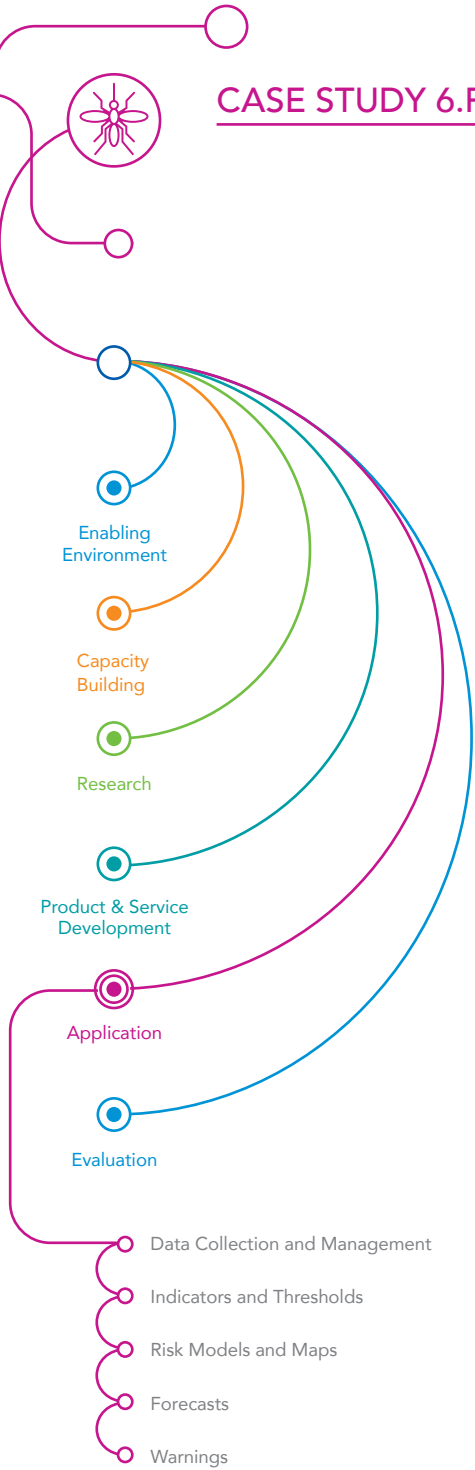 CASE STUDY 6.F
Enabling
Environment
Capacity
Building
Research
Product & Service
Development
Application
Evaluation
Data Collection and Management
Indicators and Thresholds
Risk Models and Maps
Forecasts
Warnings